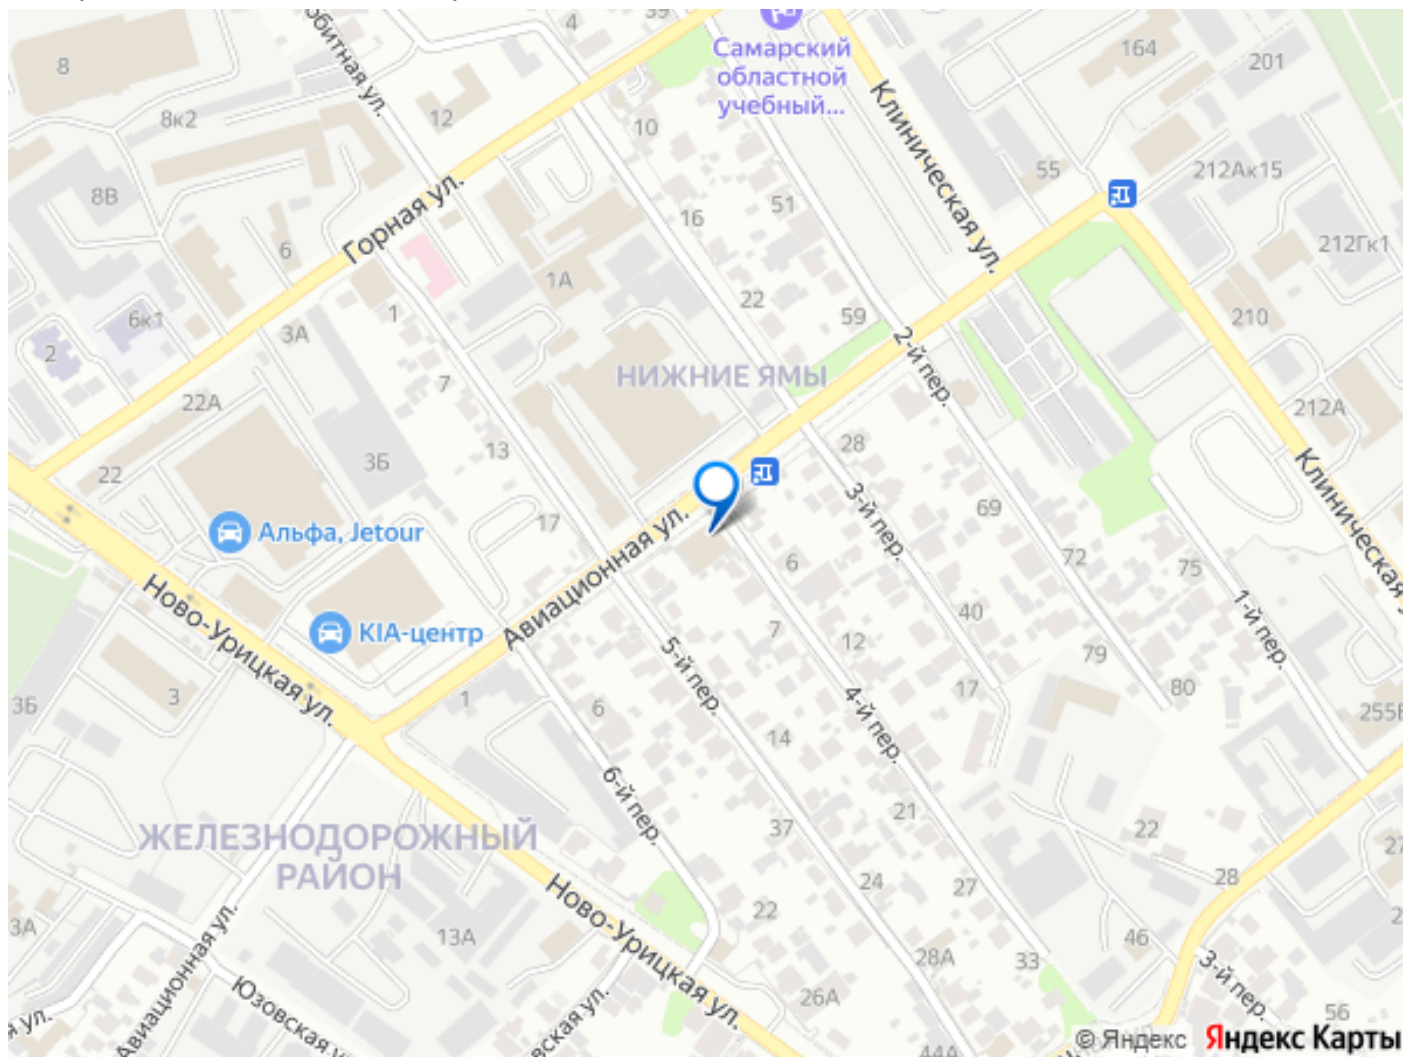 39
4
8
Самарский
областной
учебный...
164
201
8к2
12
10
Клиническая ул.
55
212Ак15
8В
Горная ул.
16
51
6
1А
212Гк1
22
59
210
6к1
1
3А
2
2-й пер.
НИЖНИЕ ЯМЫ
7
22А
212А
28
13
3Б
22
3-й пер.
69
Клиническая
17
Альфа, Jetour
Авиационная ул.
6
72
75
Ново-Урицкая ул.
KIA-центр
7
12
40
1-й пер.
5-й пер.
79
3
1
17
80
6
4-й пер.
14
6-й пер.
21
22
37
ЖЕЛЕЗНОДОРОЖНЫЙ
РАЙОН
24
27
28
Ново-Урицкая ул.
22
3А
13А
46
Авиационная ул.
28А
33
3-й пер.
Юзовская
26А
56
ул.
44А
© Яндекс Яндекс Карты